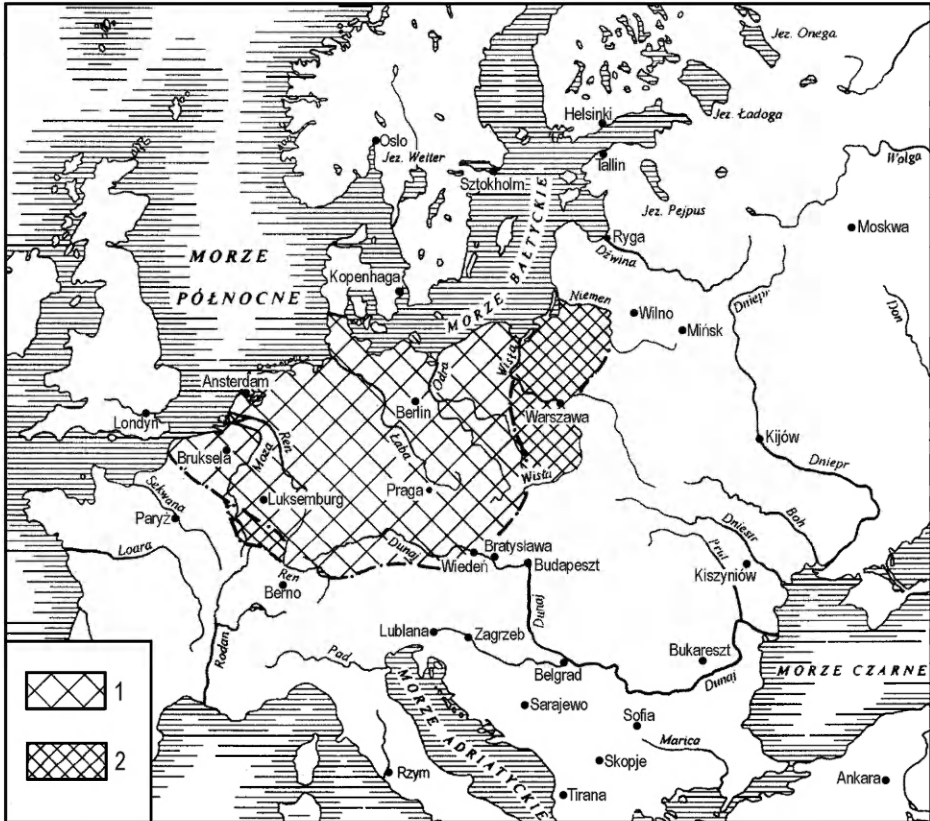 Jez. Onega
Jez. Ładoga
Helsinki
Oslo
Jez. Wetter
Tallin
Wołga
Sztokholm
Jez. Pejpus
Moskwa
MORZE
PÓŁNOCNE
MORZE BAŁTYCKIE
Ryga
Dźwina
Kopenhaga
Niemen
Wilno
Mińsk
Dniepr
Don
Ansterdam
Londyn
Berlin
Odra
Wisła
Warszawa
Bruksela
Moza
Ren
Łaba
Kijów
Dniepr
Wisła
Luksemburg
Praga
Sekwana
Paryż
Loara
Boh
Dniestr
Prut
Dunaj
Bratysława
Wiedeń
Budapeszt
Kiszyniów
Ren
Berno
Dunaj
Rodan
Lublana
Zagrzeb
Pad
Bukareszt
Belgrad
Dunaj
MORZE CZARNE
1
MORZE ADRIATYCKIE
Sarajewo
Sofia
Marica
2
Skopje
Rzym
Ankara
Tirana